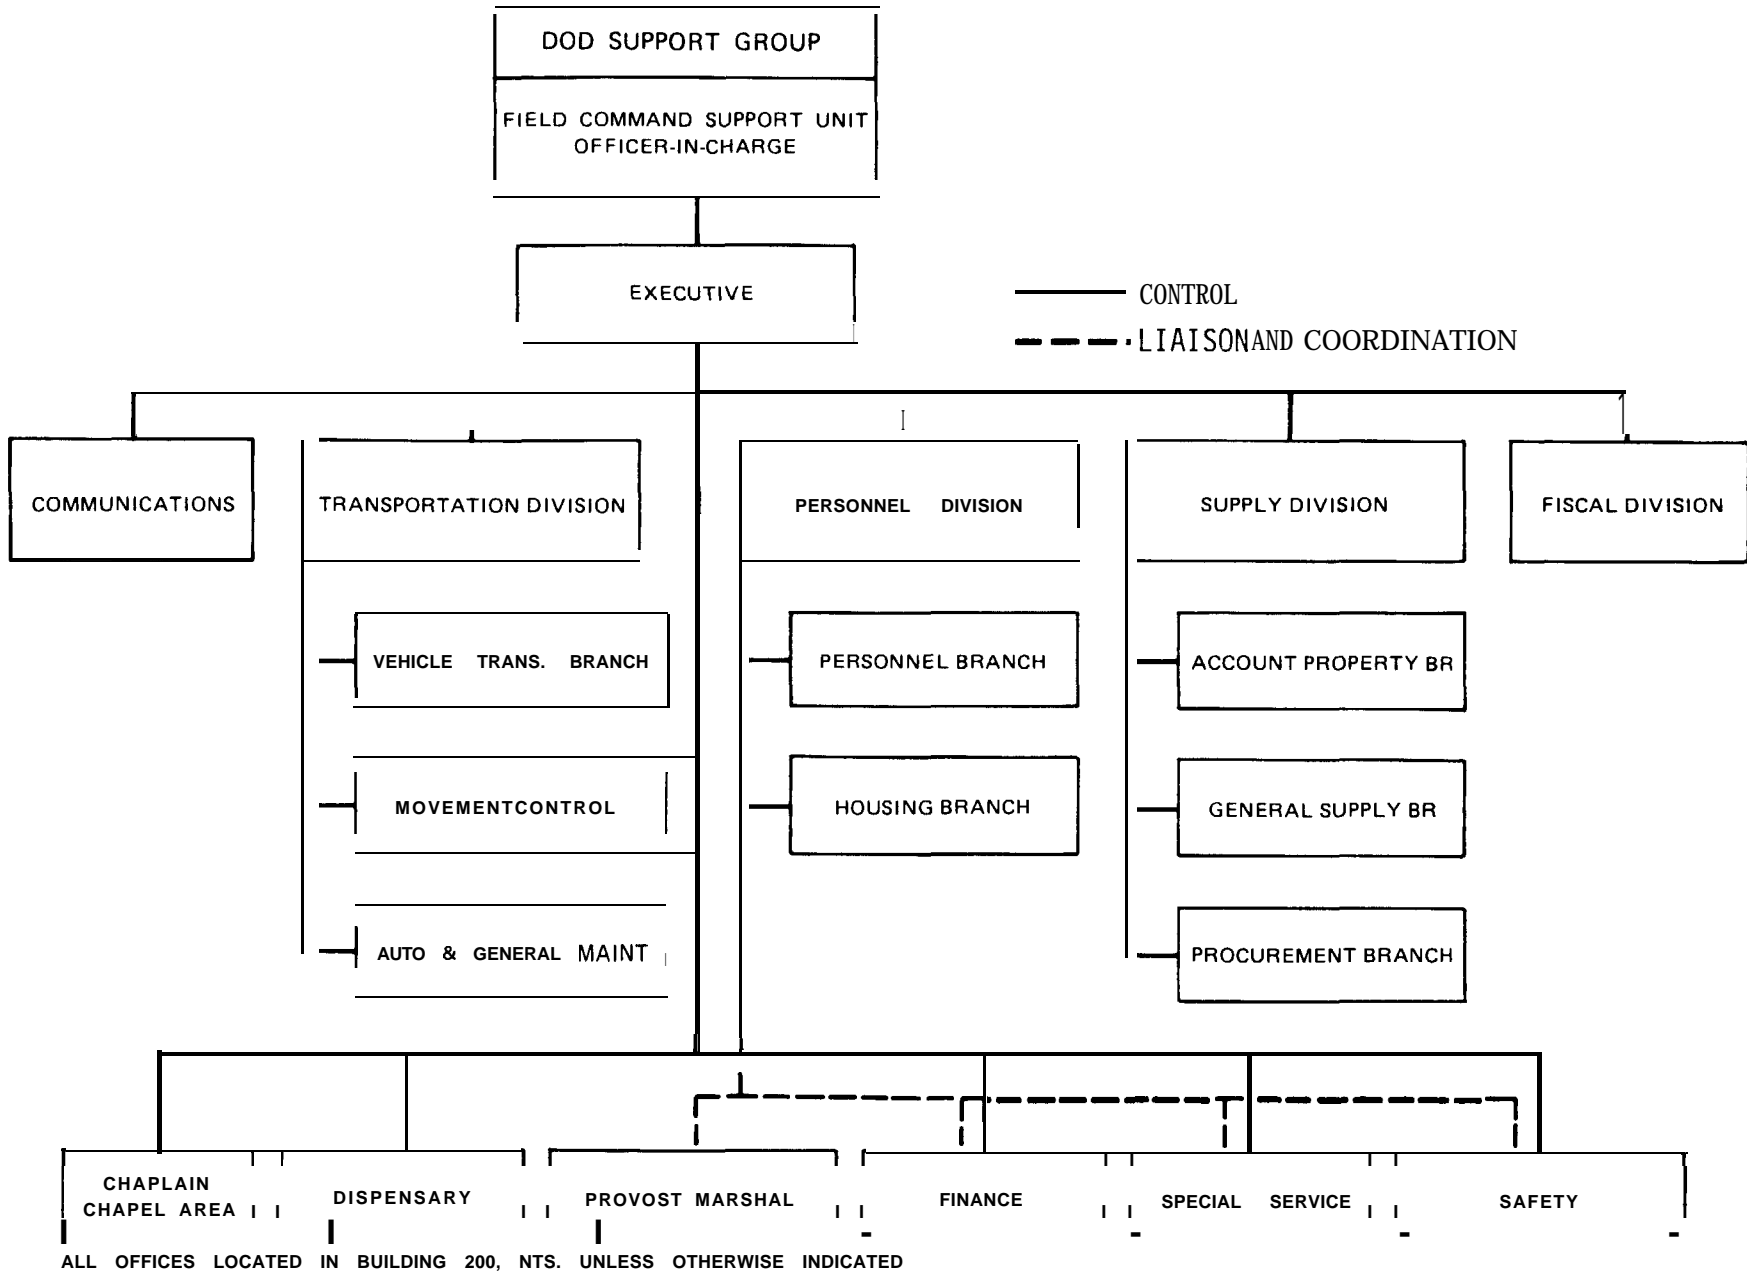 DOD SUPPORT GROUP
FIELD COMMAND SUPPORT UNIT
OFFICER-IN-CHARGE
EXECUTIVE
CONTROL
LIAISON AND COORDINATION
COMMUNICATIONS
TRANSPORTATION DIVISION
PERSONNEL DIVISION
SUPPLY DIVISION
FISCAL DIVISION
VEHICLE TRANS. BRANCH
PERSONNEL BRANCH
ACCOUNT PROPERTY BR
MOVEMENTCONTROL
HOUSING BRANCH
GENERAL SUPPLY BR
AUTO & GENERAL MAINT
PROCUREMENT BRANCH
CHAPLAIN
CHAPEL AREA
DISPENSARY
PROVOST MARSHAL
FINANCE
SPECIAL SERVICE
SAFETY
ALL OFFICES LOCATED IN BUILDING 200, NTS. UNLESS OTHERWISE INDICATED